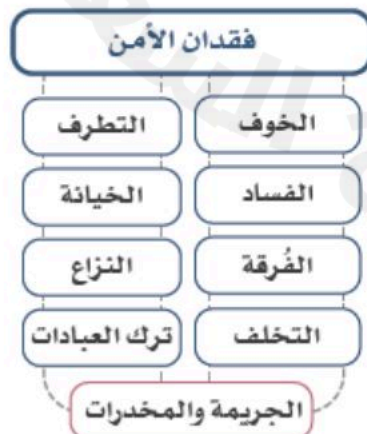 فقدان الأمن
الخوف
التطرف
الفساد
الخيانة
الفُرقة
النزاع
التخلف
ترك العبادات
الجريمة والمخدرات